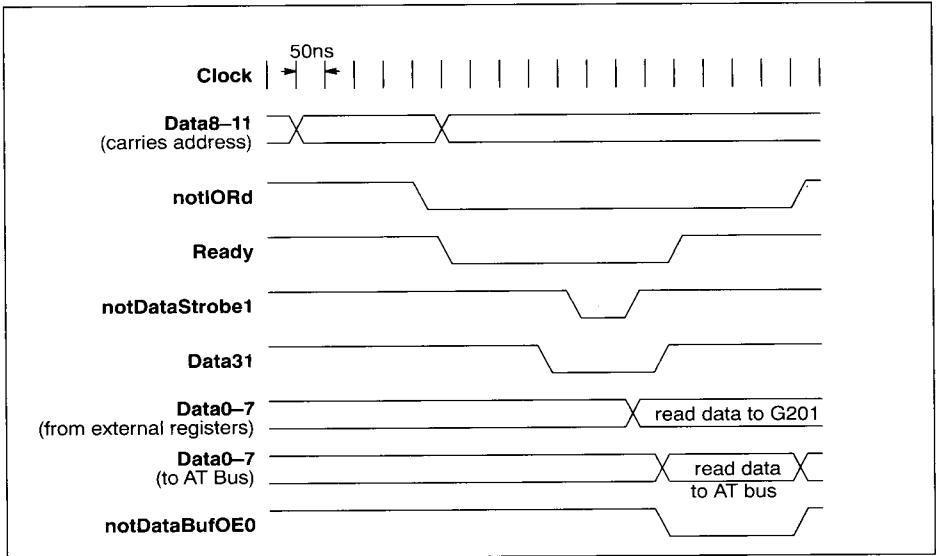 50ns
Clock
Data8–11
(carries address)
notIORd
Ready
notDataStrobe1
Data31
Data0–7
(from external registers)
read data to G201
Data0–7
(to AT Bus)
read data
to AT bus
notDataBufOE0